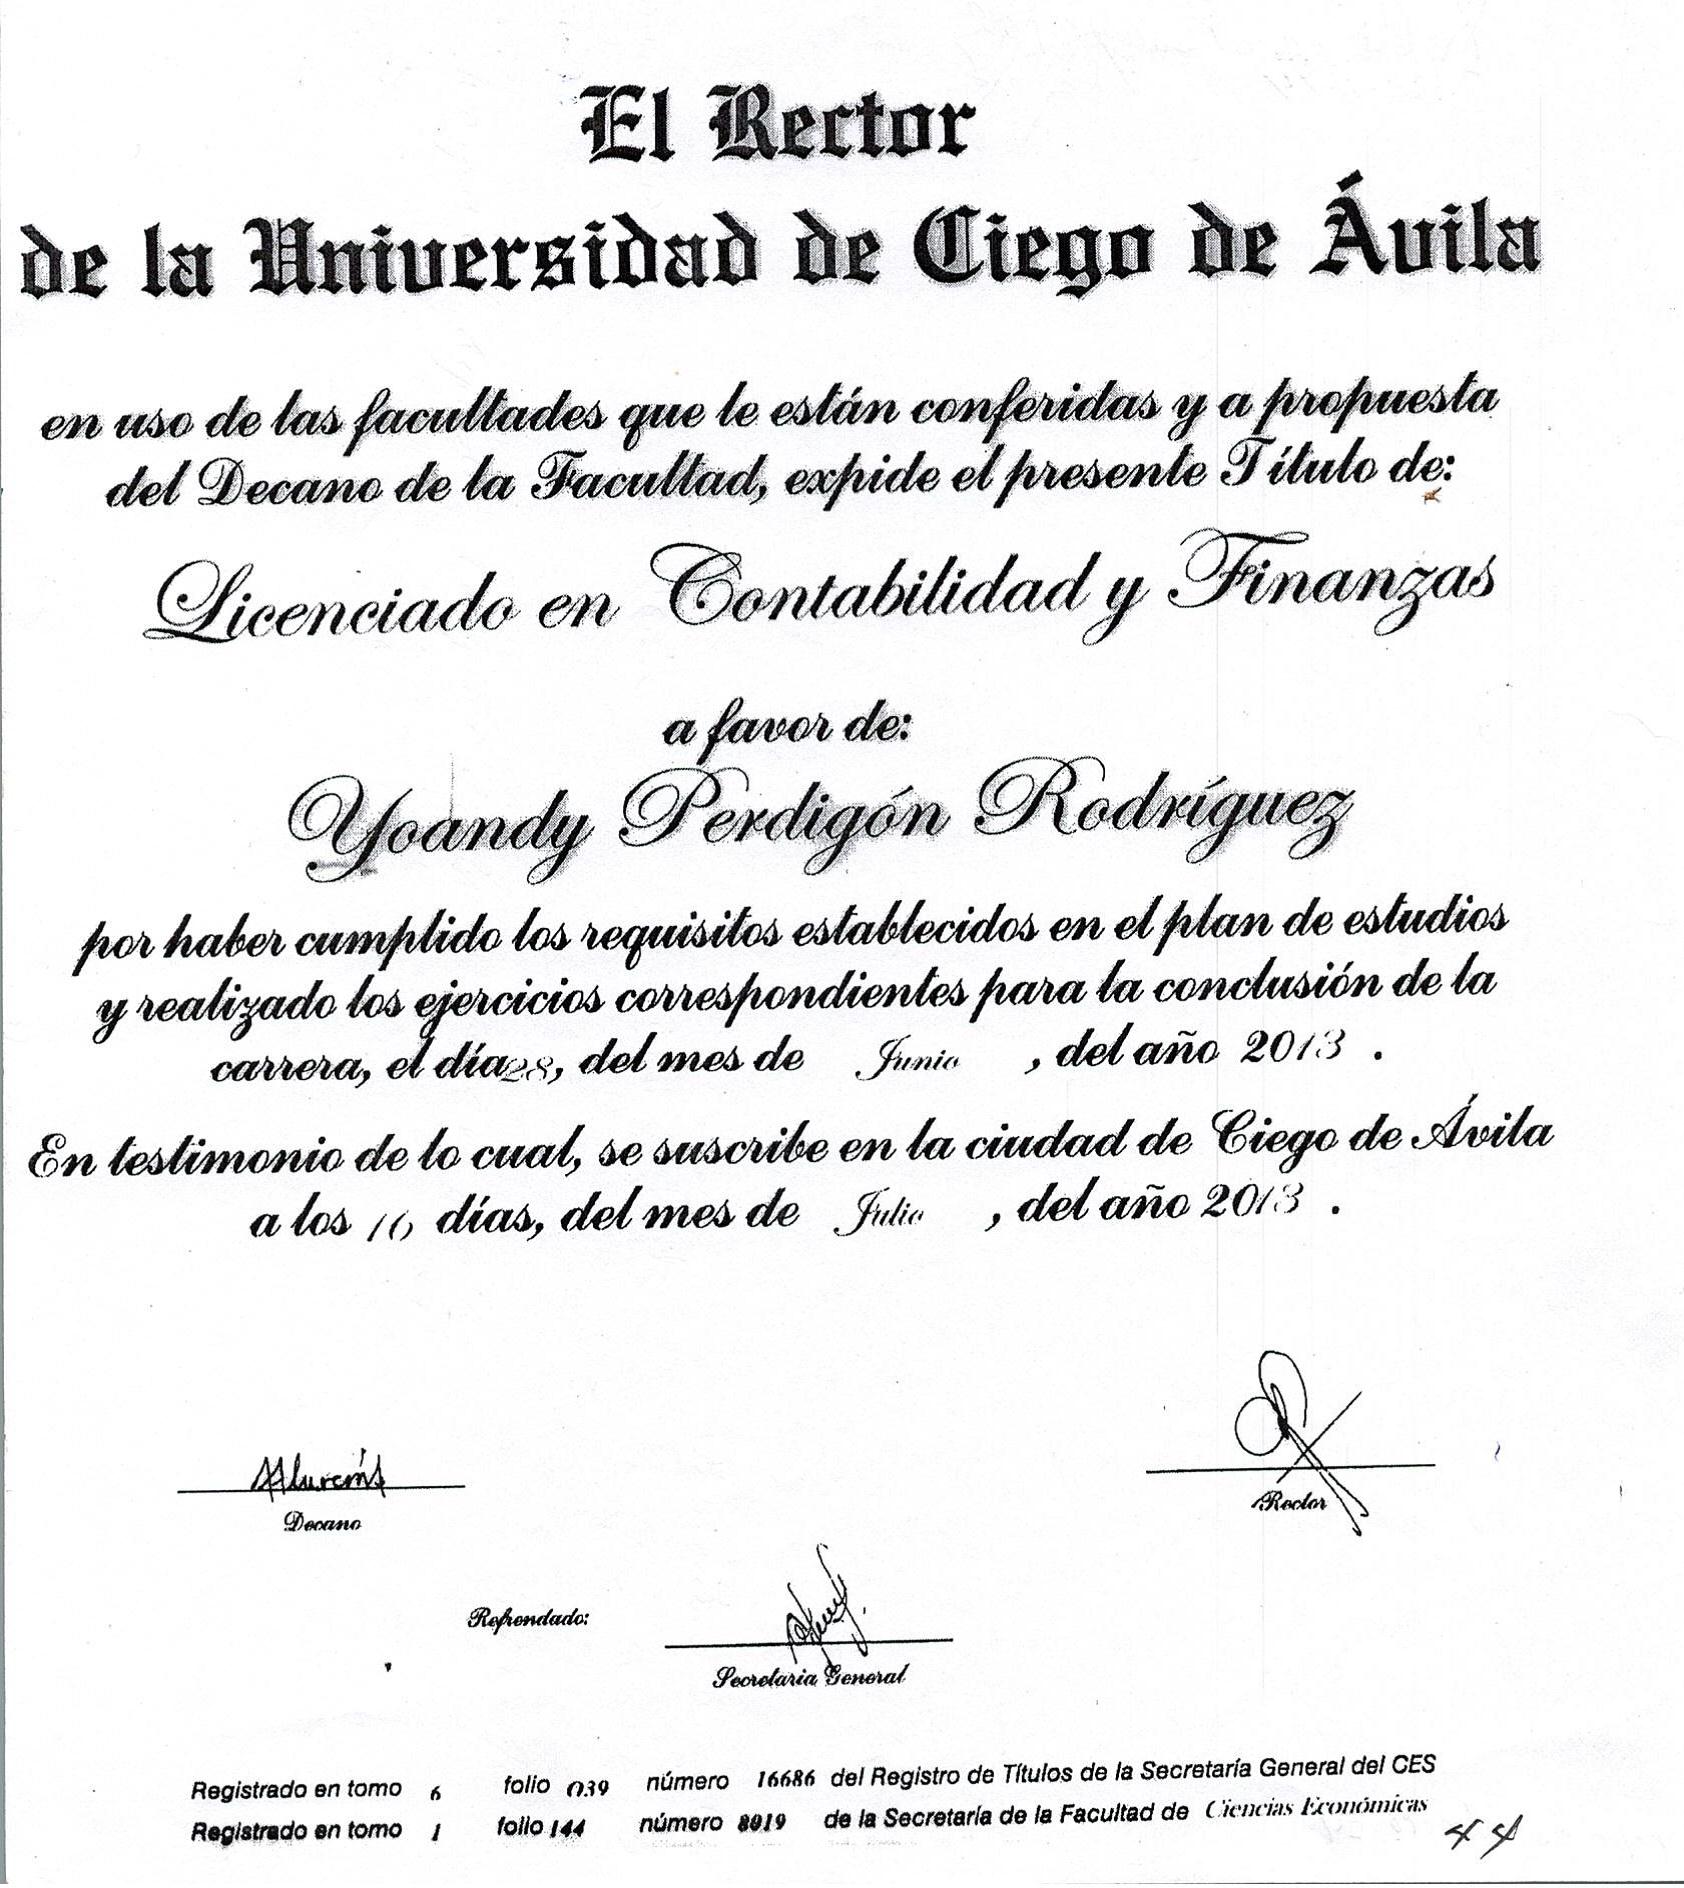 El Rector
de la Universidad de Ciego de Ávila
en uso de las facultades que le están conferidas y a propuesta
del Decano de la Facultad, expide el presente Título de:
Licenciado en Contabilidad y Finanzas
a favor de:
Yoandy Perdigón Rodríguez
por haber cumplido los requisitos establecidos en el plan de estudios
y realizado los ejercicios correspondientes para la conclusión de la
carrera, el día 28, del mes de Junio , del año 2013 .
En testimonio de lo cual, se suscribe en la ciudad de Ciego de Ávila
a los 16 días, del mes de Julio , del año 2013 .
Decano
Rector
Refrendado:
Secretaria General
Registrado en tomo 6 folio 039 número 16686 del Registro de Títulos de la Secretaría General del CES
Registrado en tomo 1 folio 144 número 8019 de la Secretaría de la Facultad de Ciencias Económicas